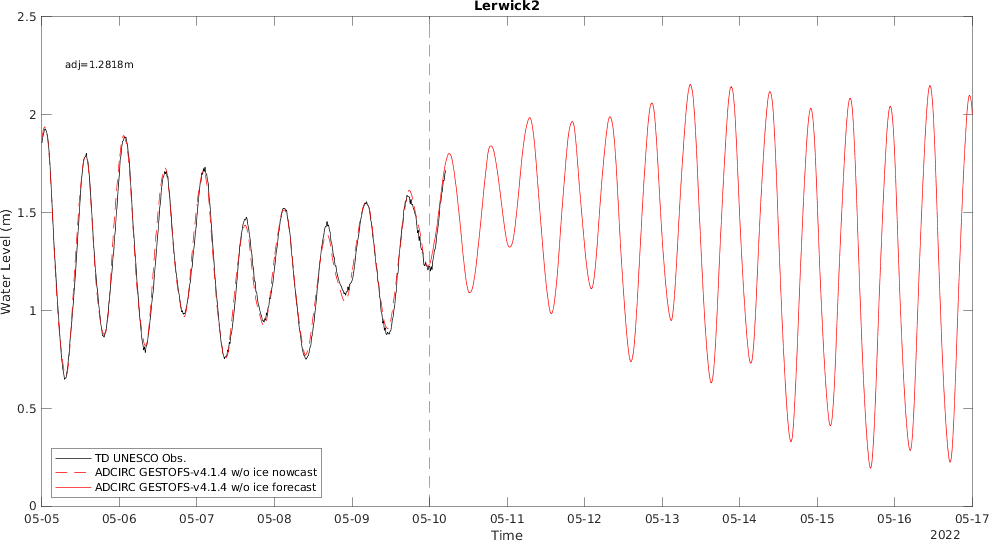 Lerwick2
2.5
adj=1.2818m
2
1.5
Water Level (m)
1
0.5
TD UNESCO Obs.
ADCIRC GESTOFS-v4.1.4 w/o ice nowcast
ADCIRC GESTOFS-v4.1.4 w/o ice forecast
0
05-05 05-06 05-07 05-08 05-09 05-10 05-11 05-12 05-13 05-14 05-15 05-16 05-17
Time
2022